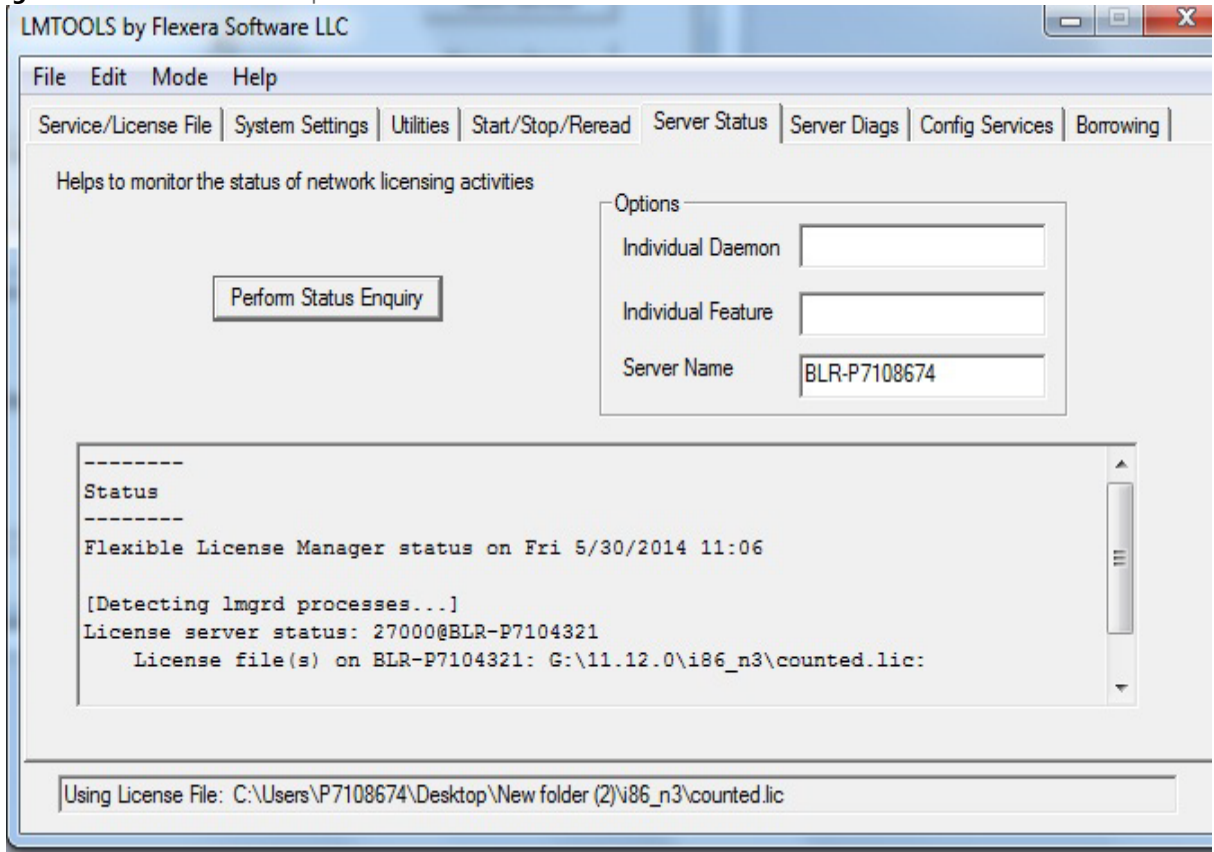 LMTOOLS by Flexera Software LLC
File Edit Mode Help
Service/License File System Settings Utilities Start/Stop/Reread Server Status Server Diags Config Services Borrowing
Helps to monitor the status of network licensing activities
Options
Individual Daemon
Perform Status Enquiry
Individual Feature
Server Name BLR-P7108674
--------
Status
--------
Flexible License Manager status on Fri 5/30/2014 11:06
[Detecting lmgrd processes...]
License server status: 27000@BLR-P7104321
License file(s) on BLR-P7104321: G:\11.12.0\i86_n3\counted.lic:
Using License File: C:\Users\P7108674\Desktop\New folder (2)\i86_n3\counted.lic